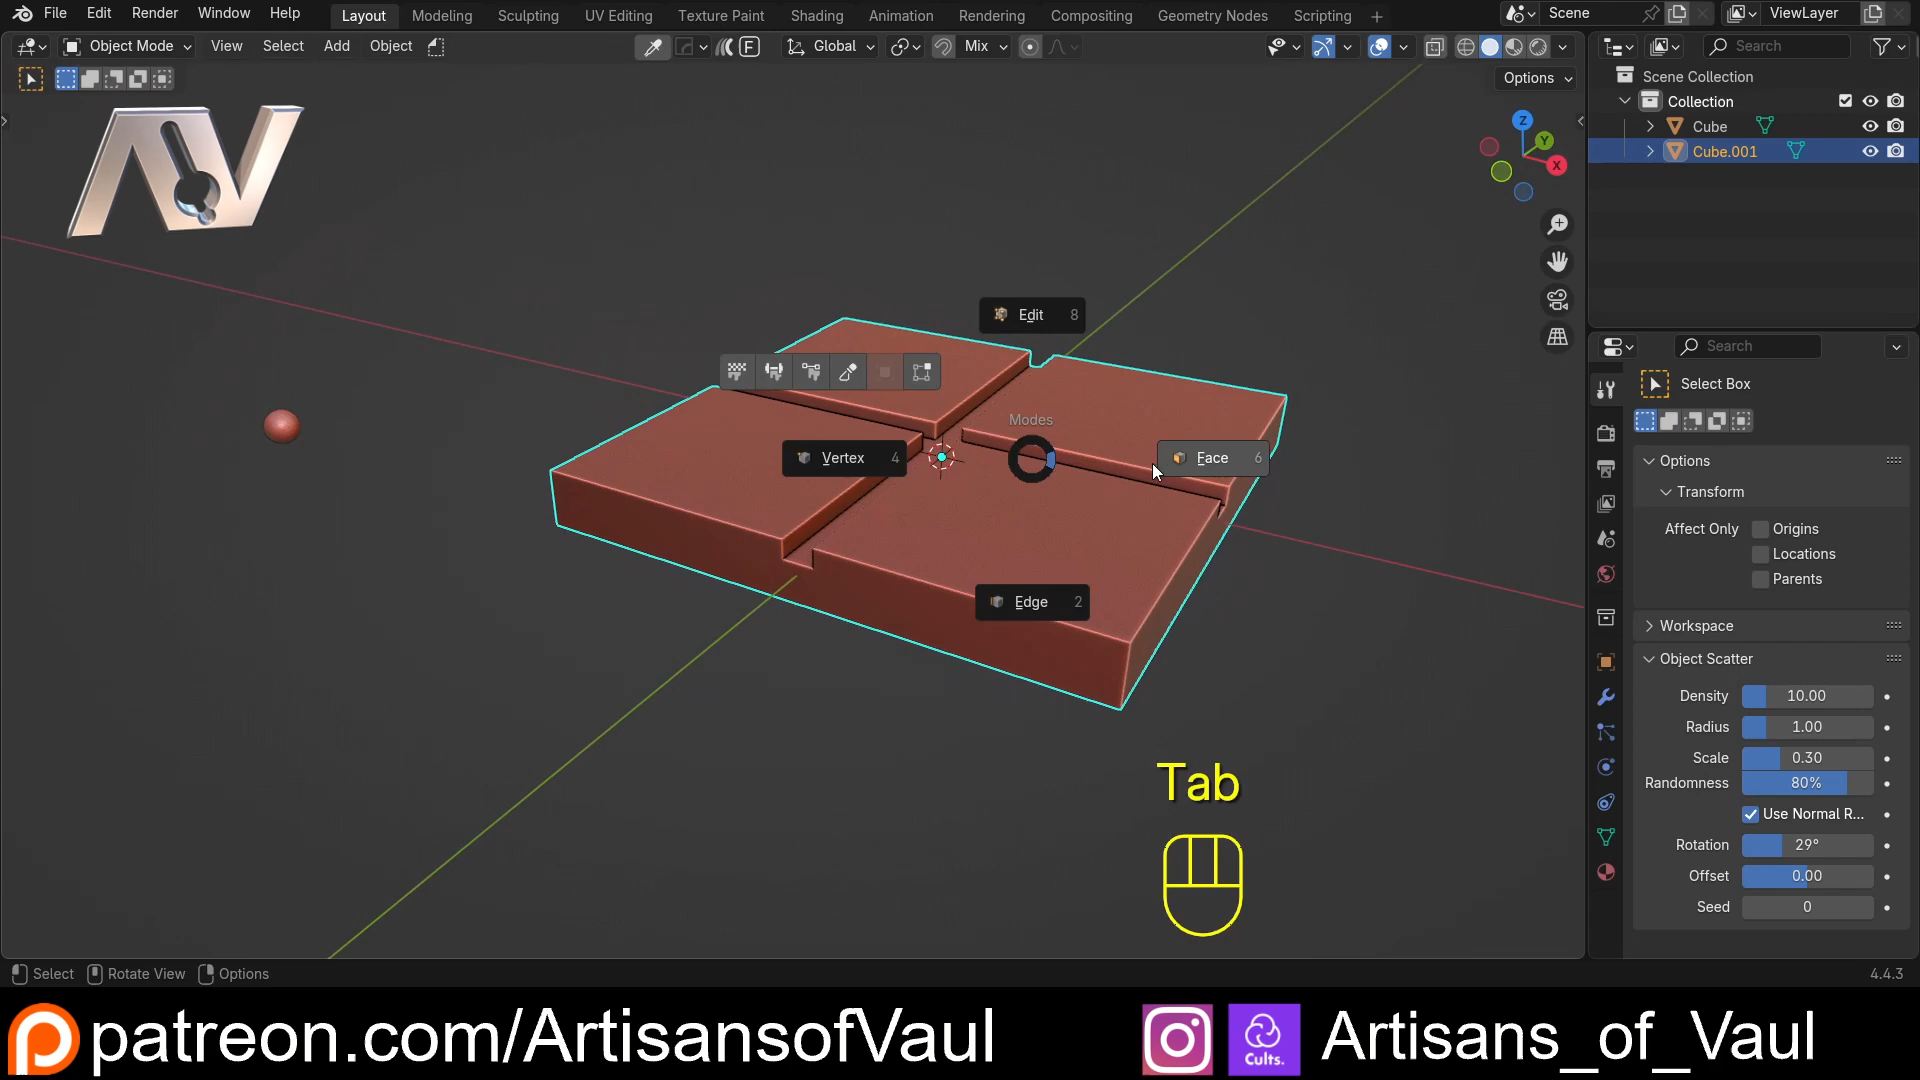 File Edit Render Window Help Layout Modeling Sculpting UV Editing Texture Paint Shading Animation Rendering Compositing Geometry Nodes Scripting + Scene ViewLayer
Object Mode View Select Add Object F Global Mix Search
Options
Scene Collection
Collection
Cube
Cube.001
Z
Y
X
Edit 8
Modes
Vertex 4
Face 6
Edge 2
Search
Select Box
Options
Transform
Affect Only Origins
Locations
Parents
Workspace
Object Scatter
Density 10.00
Radius 1.00
Scale 0.30
Randomness 80%
Use Normal R...
Rotation 29°
Offset 0.00
Seed 0
Tab
Select Rotate View Options 4.4.3
patreon.com/ArtisansofVaul Cults. Artisans_of_Vaul